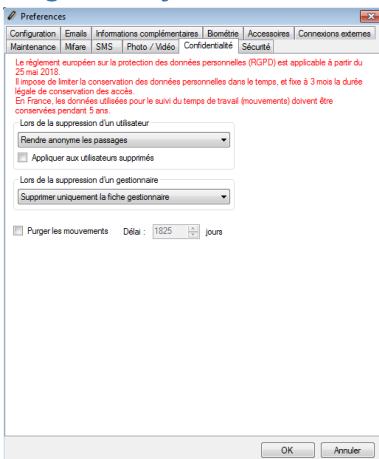 Preferences
Configuration Emails Informations complémentaires Biométrie Accessoires Connexions externes
Maintenance Mifare SMS Photo / Vidéo Confidentialité Sécurité
Le règlement européen sur la protection des données personnelles (RGPD) est applicable à partir du
25 mai 2018.
Il impose de limiter la conservation des données personnelles dans le temps, et fixe à 3 mois la durée
légale de conservation des accès.
En France, les données utilisées pour le suivi du temps de travail (mouvements) doivent être
conservées pendant 5 ans.
Lors de la suppression d'un utilisateur
Rendre anonyme les passages
Appliquer aux utilisateurs supprimés
Lors de la suppression d'un gestionnaire
Supprimer uniquement la fiche gestionnaire
Purger les mouvements Délai : 1825 jours
OK Annuler